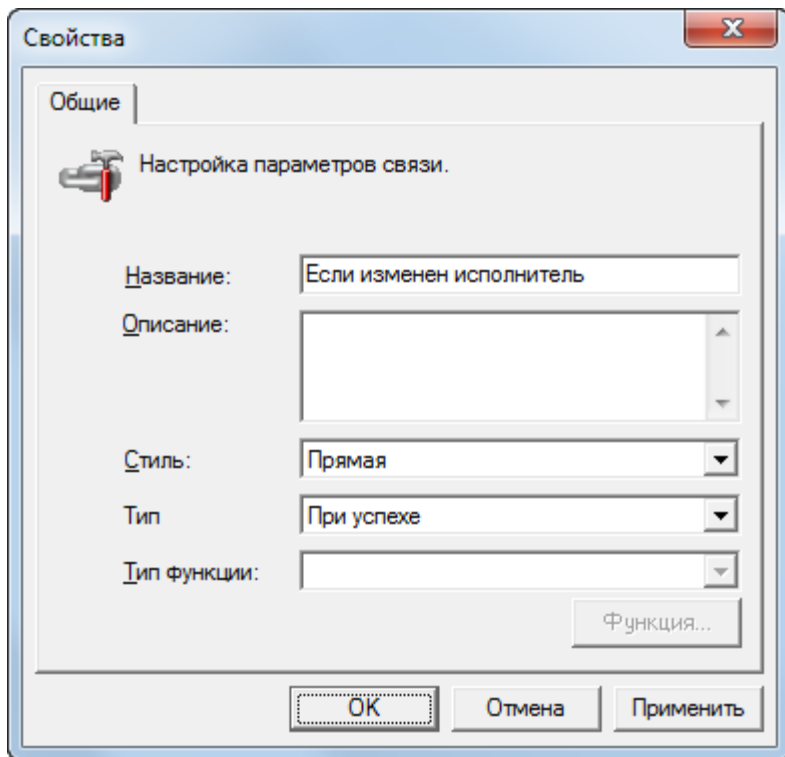 Свойства
Общие
Настройка параметров связи.
Название: Если изменен исполнитель
Описание:
Стиль: Прямая
Тип При успехе
Тип функции:
Функция...
OK Отмена Применить